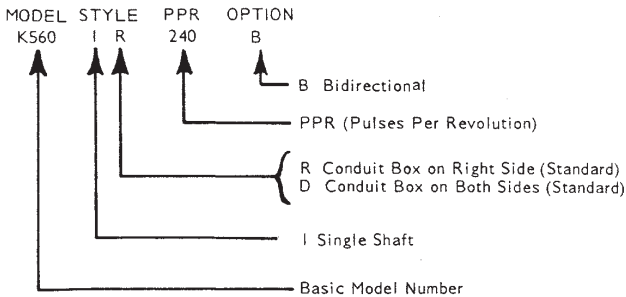 MODEL STYLE PPR OPTION
K560 I R 240 B
B Bidirectional
PPR (Pulses Per Revolution)
R Conduit Box on Right Side (Standard)
D Conduit Box on Both Sides (Standard)
I Single Shaft
Basic Model Number